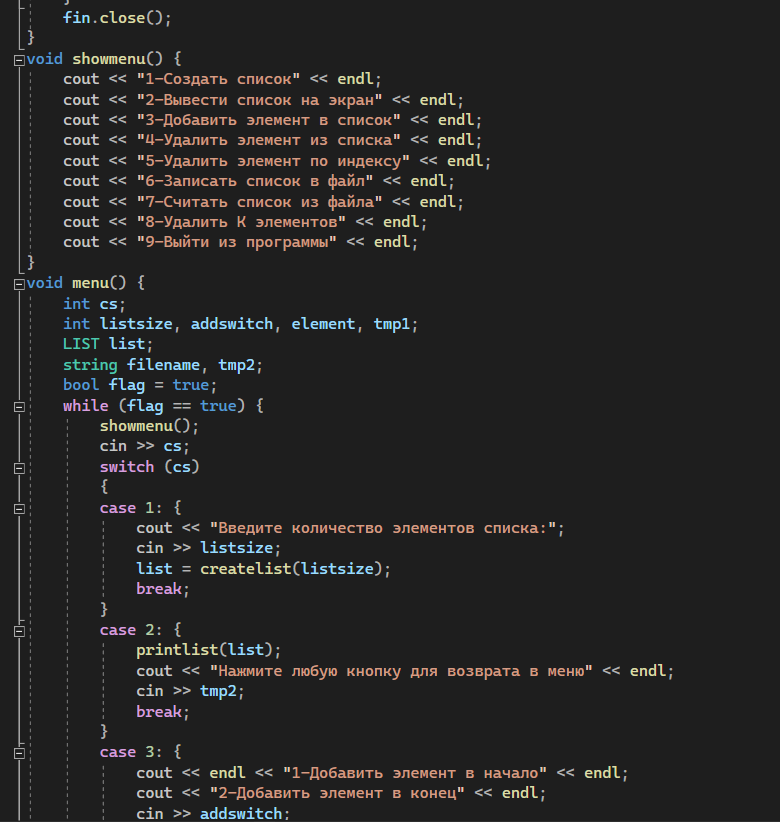 }
fin.close();
}
void showmenu() {
cout << "1-Создать список" << endl;
cout << "2-Вывести список на экран" << endl;
cout << "3-Добавить элемент в список" << endl;
cout << "4-Удалить элемент из списка" << endl;
cout << "5-Удалить элемент по индексу" << endl;
cout << "6-Записать список в файл" << endl;
cout << "7-Считать список из файла" << endl;
cout << "8-Удалить К элементов" << endl;
cout << "9-Выйти из программы" << endl;
}
void menu() {
int cs;
int listsize, addswitch, element, tmp1;
LIST list;
string filename, tmp2;
bool flag = true;
while (flag == true) {
showmenu();
cin >> cs;
switch (cs)
{
case 1: {
cout << "Введите количество элементов списка:";
cin >> listsize;
list = createlist(listsize);
break;
}
case 2: {
printlist(list);
cout << "Нажмите любую кнопку для возврата в меню" << endl;
cin >> tmp2;
break;
}
case 3: {
cout << endl << "1-Добавить элемент в начало" << endl;
cout << "2-Добавить элемент в конец" << endl;
cin >> addswitch;